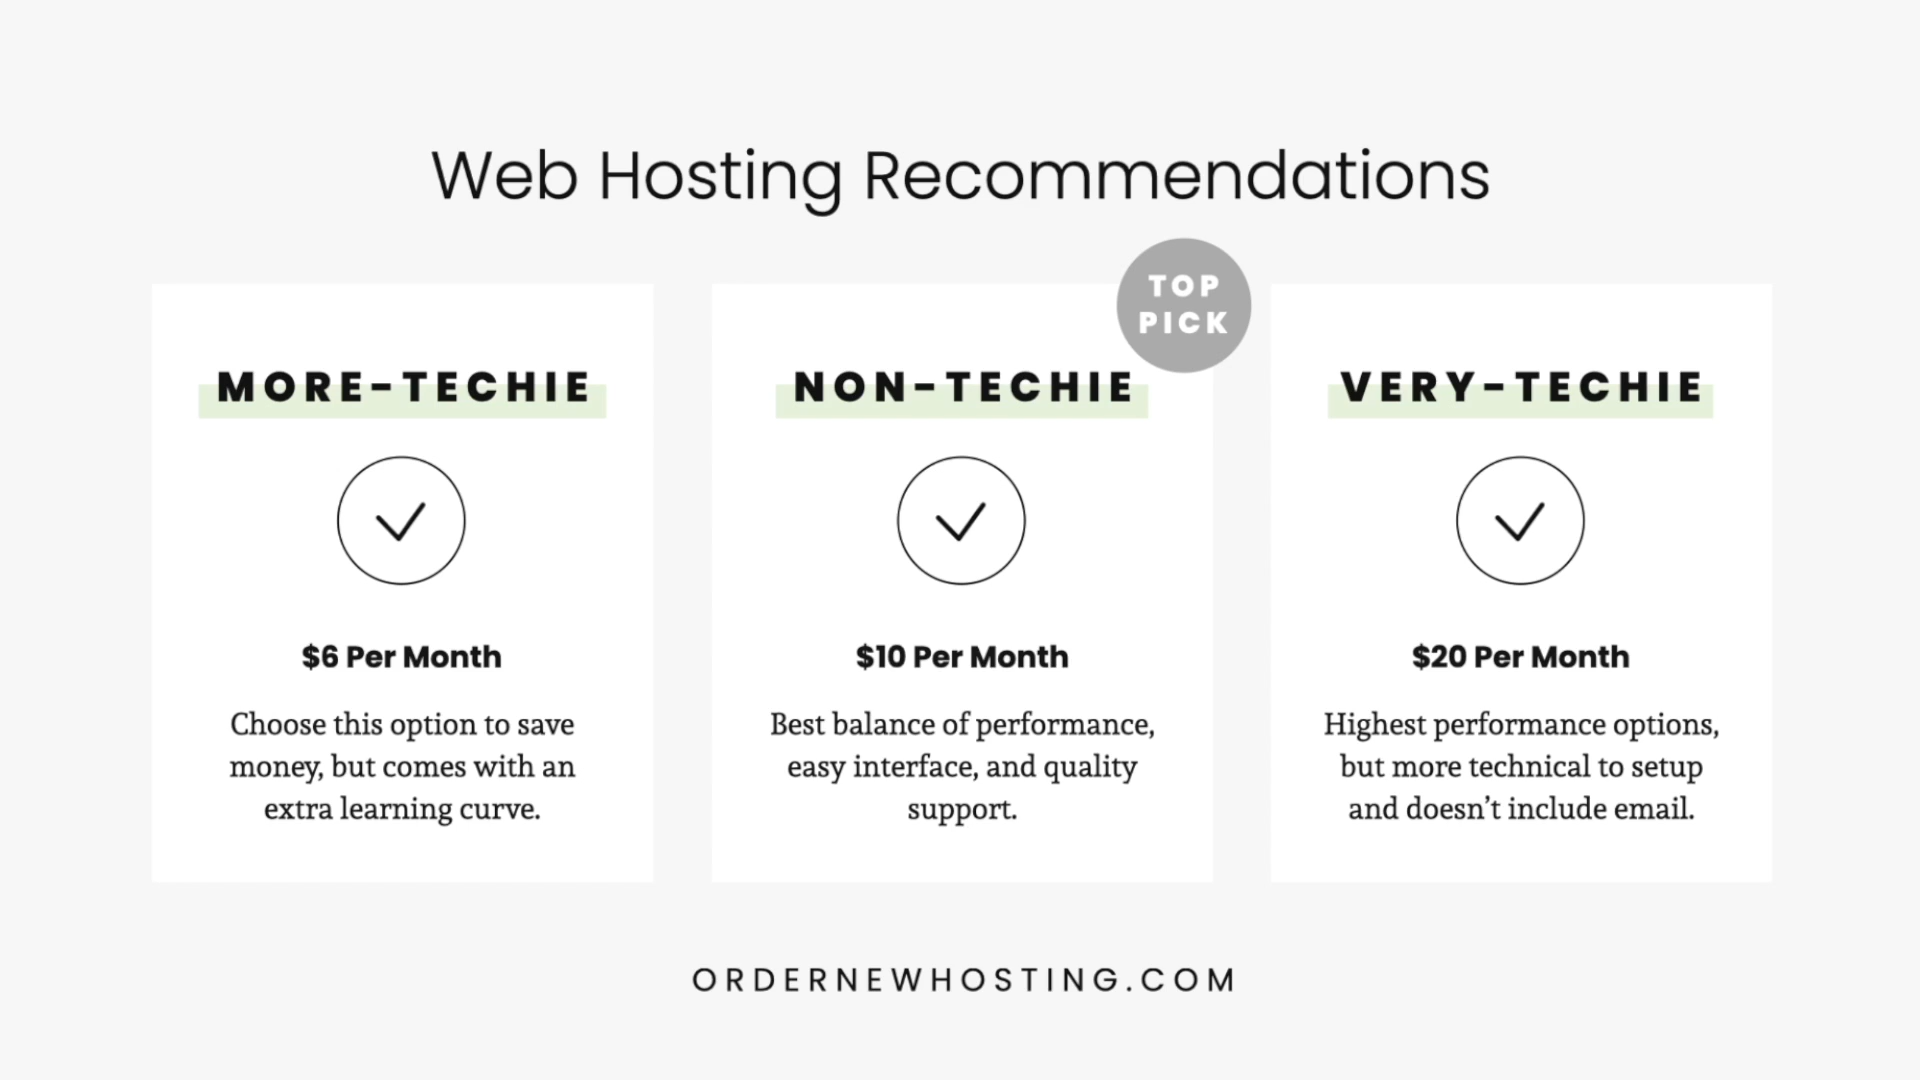 Web Hosting Recommendations
TOP
PICK
MORE-TECHIE
$6 Per Month
Choose this option to save
money, but comes with an
extra learning curve.
NON-TECHIE
$10 Per Month
Best balance of performance,
easy interface, and quality
support.
VERY-TECHIE
$20 Per Month
Highest performance options,
but more technical to setup
and doesn’t include email.
ORDERNEWHOSTING.COM